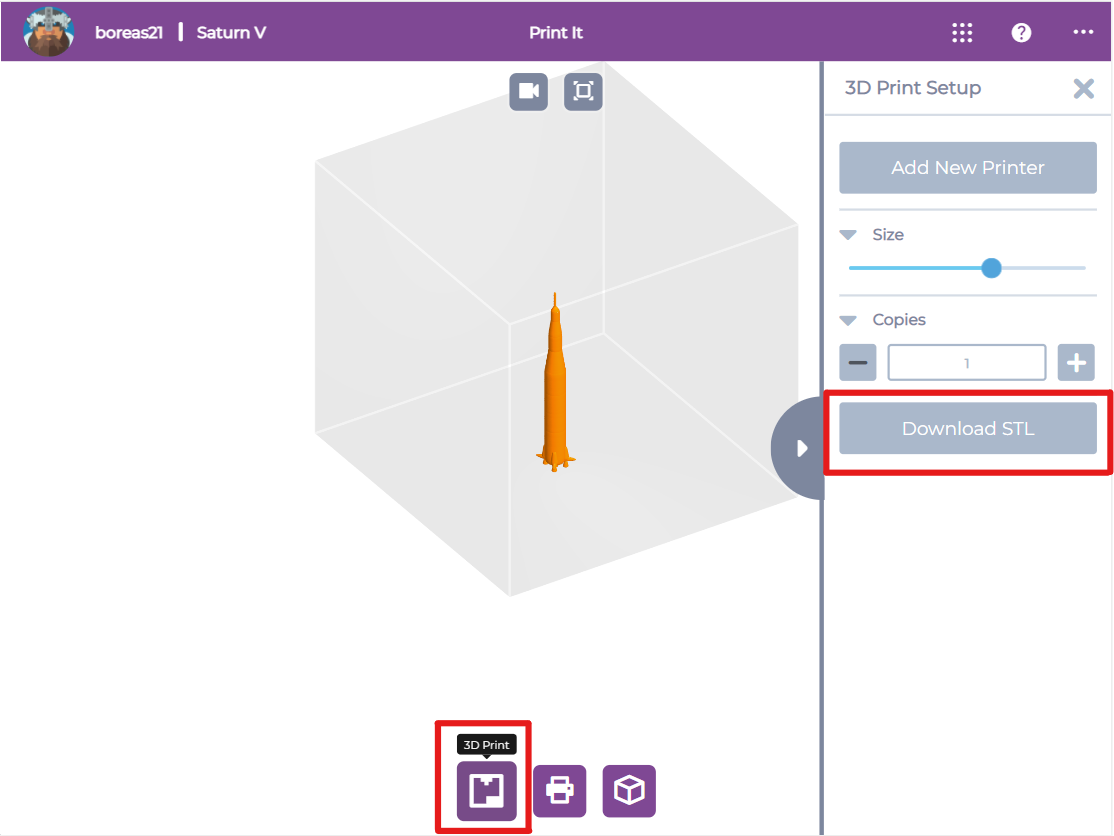 boreas21 | Saturn V
Print It
?
3D Print Setup
Add New Printer
Size
Copies
1
Download STL
3D Print